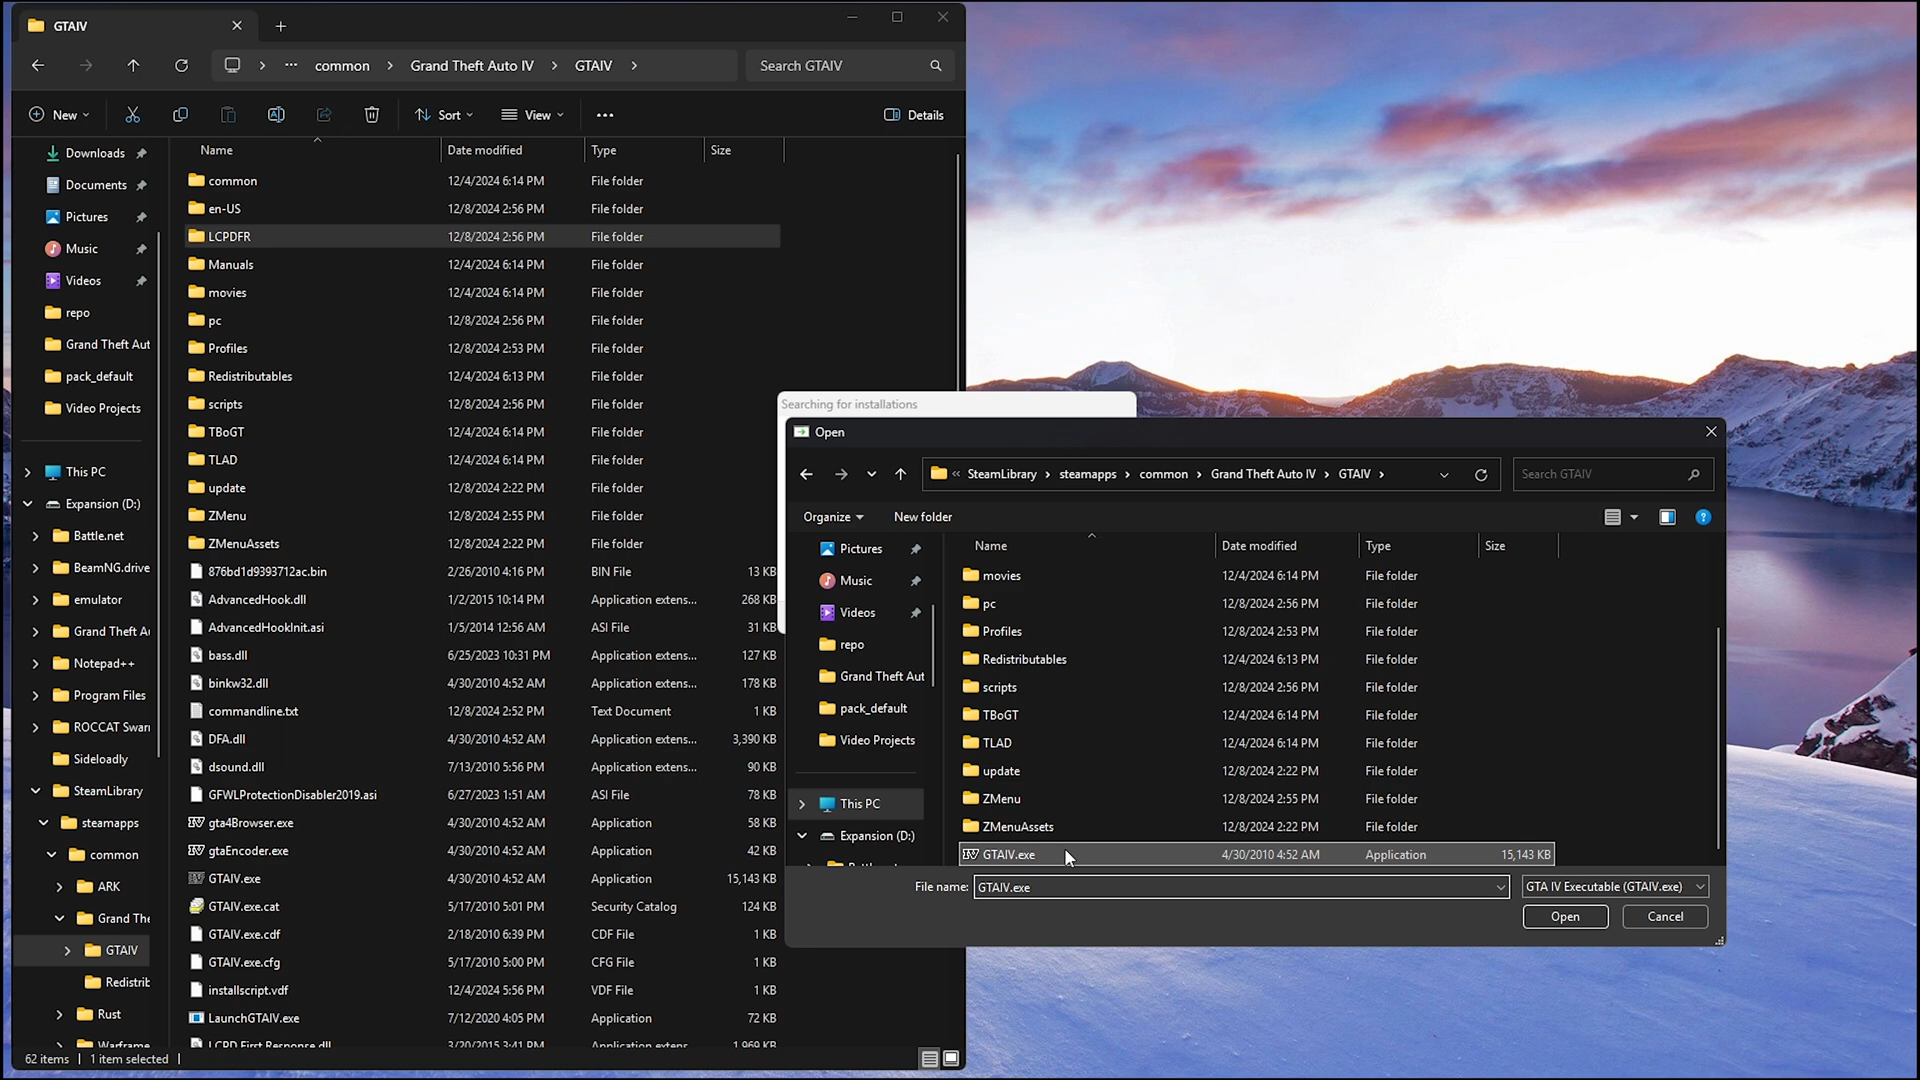 GTAIV
common
Grand Theft Auto IV
GTAIV
Search GTAIV
New
Sort
View
Details
Downloads
Documents
Pictures
Music
Videos
repo
Grand Theft Aut
pack_default
Video Projects
This PC
Expansion (D:)
Battle.net
BeamNG.drive
emulator
Grand Theft Au
Notepad++
Program Files
ROCCAT Swarr
Sideloadly
SteamLibrary
steamapps
common
ARK
Grand The
GTAIV
Redistrib
Rust
Warframe
Name Date modified Type Size
common 12/4/2024 6:14 PM File folder
en-US 12/8/2024 2:56 PM File folder
LCPDFR 12/8/2024 2:56 PM File folder
Manuals 12/4/2024 6:14 PM File folder
movies 12/4/2024 6:14 PM File folder
pc 12/8/2024 2:56 PM File folder
Profiles 12/8/2024 2:53 PM File folder
Redistributables 12/4/2024 6:13 PM File folder
scripts 12/8/2024 2:56 PM File folder
TBoGT 12/4/2024 6:14 PM File folder
TLAD 12/4/2024 6:14 PM File folder
update 12/8/2024 2:22 PM File folder
ZMenu 12/8/2024 2:55 PM File folder
ZMenuAssets 12/8/2024 2:22 PM File folder
876bd1d9393712ac.bin 2/26/2010 4:16 PM BIN File 13 KB
AdvancedHook.dll 1/2/2015 10:14 PM Application extens... 268 KB
AdvancedHookInit.asi 1/5/2014 12:56 AM ASI File 31 KB
bass.dll 6/25/2023 10:31 PM Application extens... 127 KB
binkw32.dll 4/30/2010 4:52 AM Application extens... 178 KB
commandline.txt 12/8/2024 2:52 PM Text Document 1 KB
DFA.dll 4/30/2010 4:52 AM Application extens... 3,390 KB
dsound.dll 7/13/2010 5:56 PM Application extens... 90 KB
GFWLProtectionDisabler2019.asi 6/27/2023 1:51 AM ASI File 78 KB
gta4Browser.exe 4/30/2010 4:52 AM Application 58 KB
gtaEncoder.exe 4/30/2010 4:52 AM Application 42 KB
GTAIV.exe 4/30/2010 4:52 AM Application 15,143 KB
GTAIV.exe.cat 5/17/2010 5:01 PM Security Catalog 124 KB
GTAIV.exe.cdf 2/18/2010 6:39 PM CDF File 1 KB
GTAIV.exe.cfg 5/17/2010 5:00 PM CFG File 1 KB
installscript.vdf 12/4/2024 5:56 PM VDF File 1 KB
LaunchGTAIV.exe 7/12/2020 4:05 PM Application 72 KB
LCPD First Response.dll 3/20/2015 3:41 PM Application extens... 1,969 KB
62 items 1 item selected
Searching for installations
Open
SteamLibrary
steamapps
common
Grand Theft Auto IV
GTAIV
Search GTAIV
Organize
New folder
Pictures
Music
Videos
repo
Grand Theft Aut
pack_default
Video Projects
This PC
Expansion (D:)
Name Date modified Type Size
movies 12/4/2024 6:14 PM File folder
pc 12/8/2024 2:56 PM File folder
Profiles 12/8/2024 2:53 PM File folder
Redistributables 12/4/2024 6:13 PM File folder
scripts 12/8/2024 2:56 PM File folder
TBoGT 12/4/2024 6:14 PM File folder
TLAD 12/4/2024 6:14 PM File folder
update 12/8/2024 2:22 PM File folder
ZMenu 12/8/2024 2:55 PM File folder
ZMenuAssets 12/8/2024 2:22 PM File folder
GTAIV.exe 4/30/2010 4:52 AM Application 15,143 KB
File name: GTAIV.exe
GTA IV Executable (GTAIV.exe)
Open
Cancel